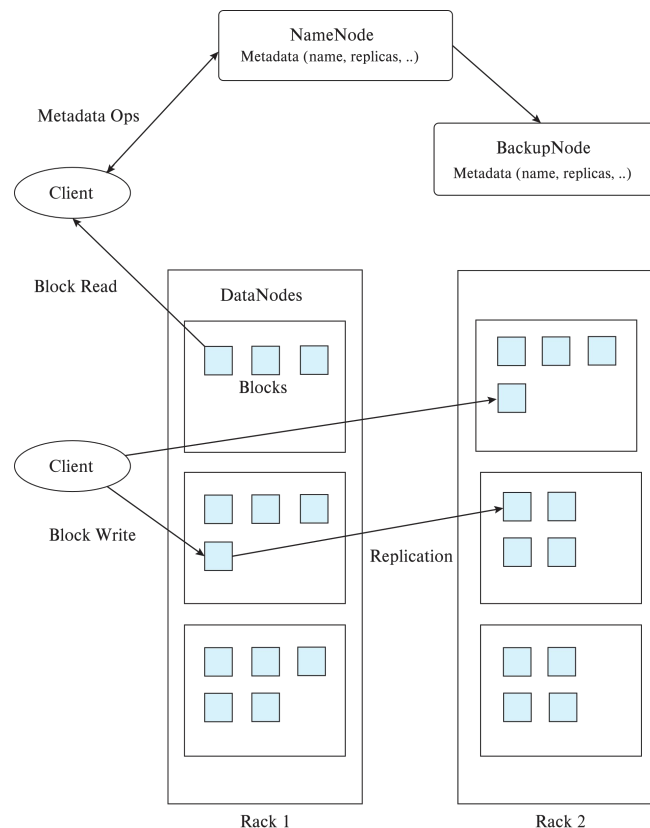 NameNode
Metadata (name, replicas, ..)
Metadata Ops
BackupNode
Metadata (name, replicas, ..)
Client
Block Read
DataNodes
Blocks
Client
Block Write
Replication
Rack 1
Rack 2